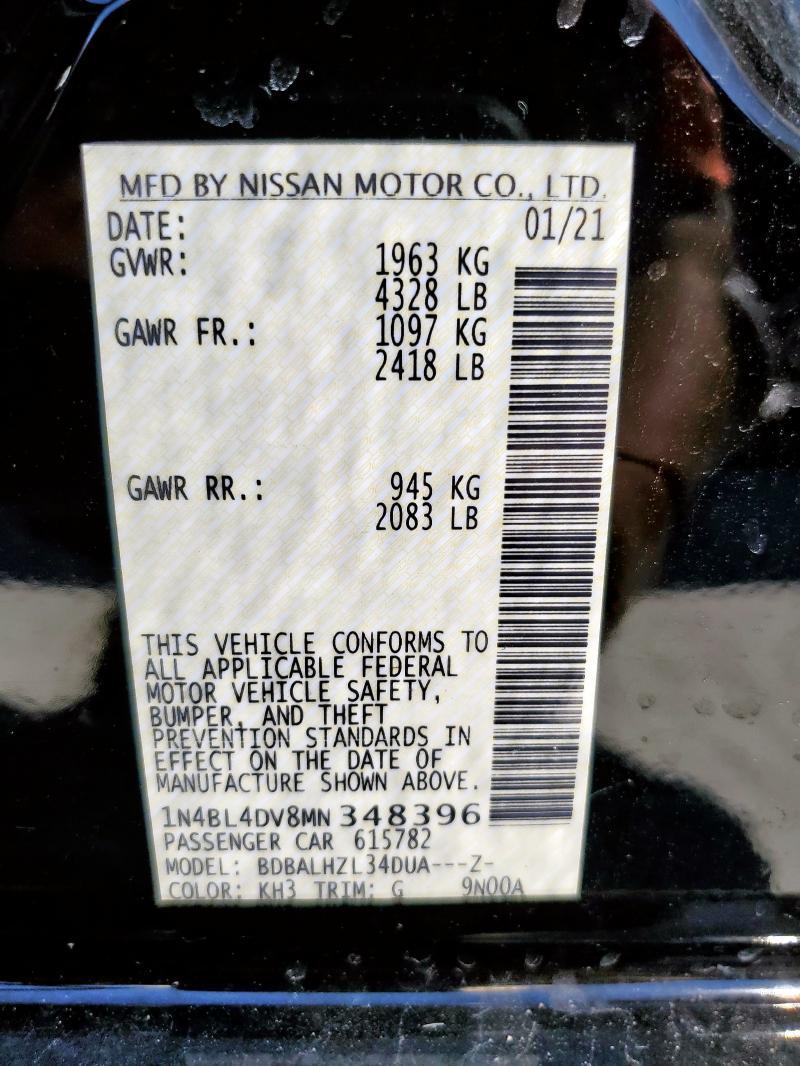 MFD BY NISSAN MOTOR CO., LTD.
DATE: 01/21
GVWR: 1963 KG
4328 LB
GAWR FR.: 1097 KG
2418 LB
GAWR RR.: 945 KG
2083 LB
THIS VEHICLE CONFORMS TO
ALL APPLICABLE FEDERAL
MOTOR VEHICLE SAFETY,
BUMPER, AND THEFT
PREVENTION STANDARDS IN
EFFECT ON THE DATE OF
MANUFACTURE SHOWN ABOVE.
1N4BL4DV8MN 348396
PASSENGER CAR 615782
MODEL: BDBALHZL34DUA---Z-
COLOR: KH3 TRIM: G 9N00A